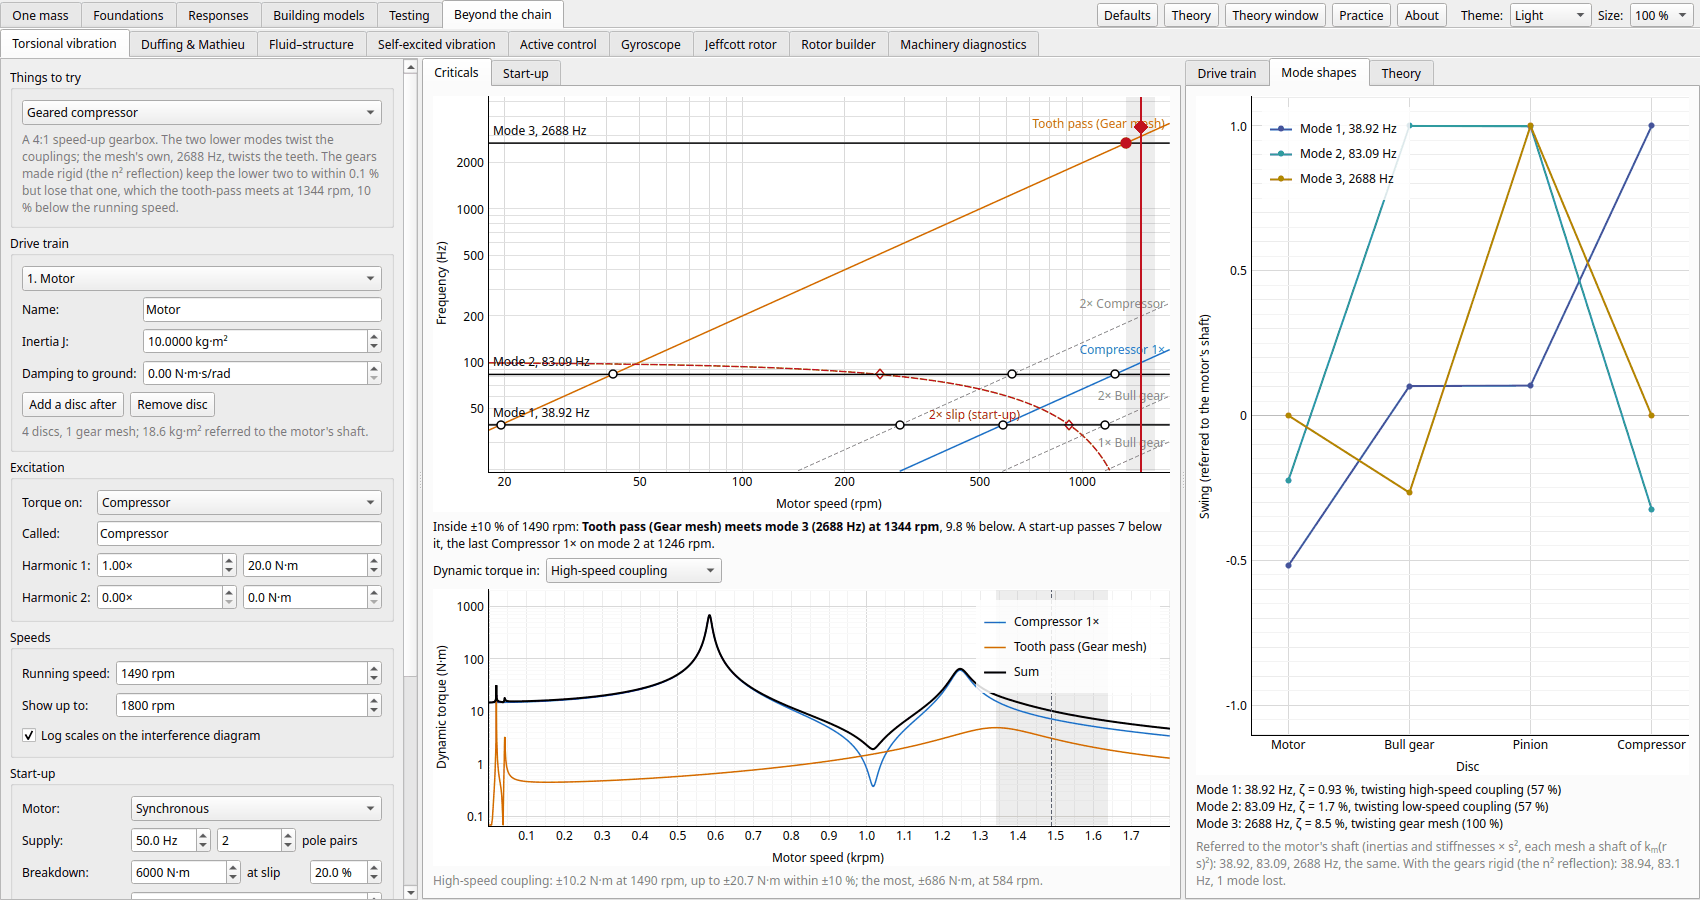 One mass
Foundations
Responses
Building models
Testing
Beyond the chain
Defaults
Theory
Theory window
Practice
About
Theme:
Light
Size:
100 %
Torsional vibration
Duffing & Mathieu
Fluid–structure
Self-excited vibration
Active control
Gyroscope
Jeffcott rotor
Rotor builder
Machinery diagnostics
Things to try
Geared compressor
A 4:1 speed-up gearbox. The two lower modes twist the
couplings; the mesh's own, 2688 Hz, twists the teeth. The gears
made rigid (the n² reflection) keep the lower two to within 0.1 %
but lose that one, which the tooth-pass meets at 1344 rpm, 10
% below the running speed.
Drive train
1. Motor
Name:
Motor
Inertia J:
10.0000 kg·m²
Damping to ground:
0.00 N·m·s/rad
Add a disc after
Remove disc
4 discs, 1 gear mesh; 18.6 kg·m² referred to the motor's shaft.
Excitation
Torque on:
Compressor
Called:
Compressor
Harmonic 1:
1.00×
20.0 N·m
Harmonic 2:
0.00×
0.0 N·m
Speeds
Running speed:
1490 rpm
Show up to:
1800 rpm
Log scales on the interference diagram
Start-up
Motor:
Synchronous
Supply:
50.0 Hz
2
pole pairs
Breakdown:
6000 N·m
at slip
20.0 %
Criticals
Start-up
Frequency (Hz)
2000
1000
500
200
100
50
Mode 3, 2688 Hz
Tooth pass (Gear mesh)
2× Compressor
Compressor 1×
Mode 2, 83.09 Hz
2× Bull gear
2× slip (start-up)
Mode 1, 38.92 Hz
1× Bull gear
20
50
100
200
500
1000
Motor speed (rpm)
Inside ±10 % of 1490 rpm: Tooth pass (Gear mesh) meets mode 3 (2688 Hz) at 1344 rpm, 9.8 % below. A start-up passes 7 below
it, the last Compressor 1× on mode 2 at 1246 rpm.
Dynamic torque in:
High-speed coupling
Dynamic torque (N·m)
1000
100
10
1
0.1
Compressor 1×
Tooth pass (Gear mesh)
Sum
0.1
0.2
0.3
0.4
0.5
0.6
0.7
0.8
0.9
1.0
1.1
1.2
1.3
1.4
1.5
1.6
1.7
Motor speed (krpm)
High-speed coupling: ±10.2 N·m at 1490 rpm, up to ±20.7 N·m within ±10 %; the most, ±686 N·m, at 584 rpm.
Drive train
Mode shapes
Theory
Swing (referred to the motor's shaft)
1.0
0.5
0
-0.5
-1.0
Mode 1, 38.92 Hz
Mode 2, 83.09 Hz
Mode 3, 2688 Hz
Motor
Bull gear
Pinion
Compressor
Disc
Mode 1: 38.92 Hz, ζ = 0.93 %, twisting high-speed coupling (57 %)
Mode 2: 83.09 Hz, ζ = 1.7 %, twisting low-speed coupling (57 %)
Mode 3: 2688 Hz, ζ = 8.5 %, twisting gear mesh (100 %)
Referred to the motor's shaft (inertias and stiffnesses × s², each mesh a shaft of kₘ(r
s)²): 38.92, 83.09, 2688 Hz, the same. With the gears rigid (the n² reflection): 38.94, 83.1
Hz, 1 mode lost.